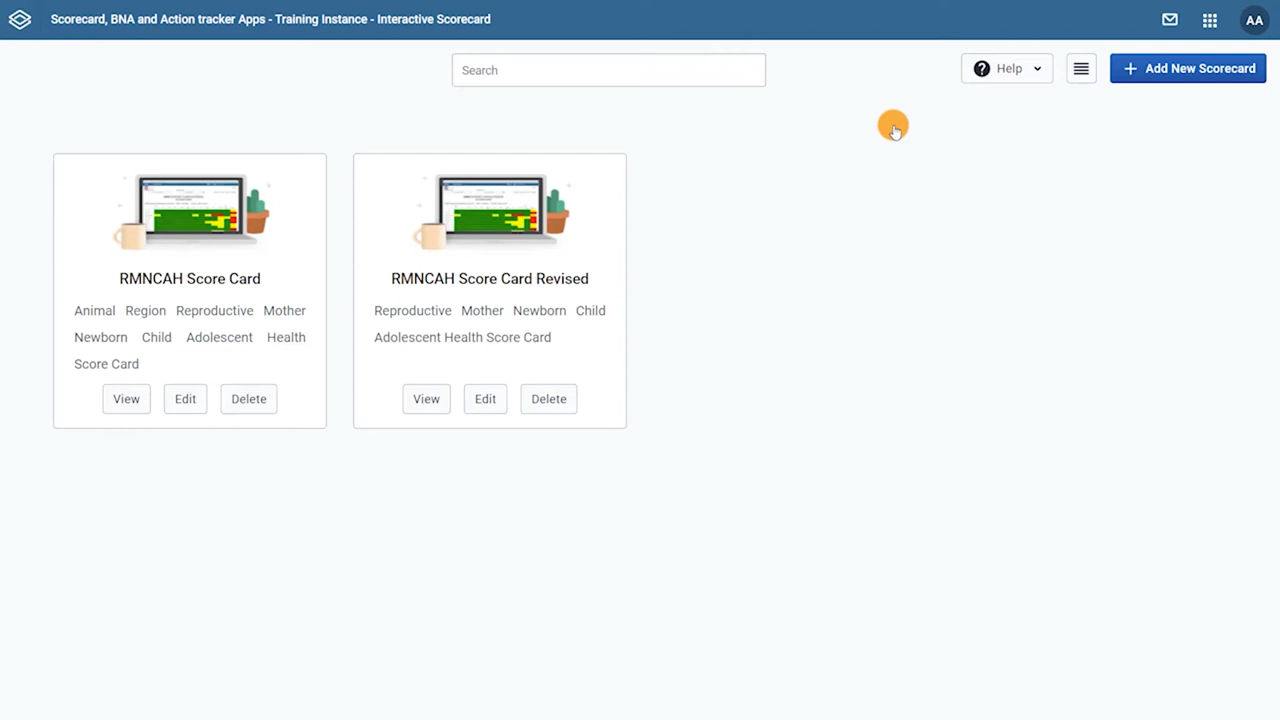 Scorecard, BNA and Action tracker Apps - Training Instance - Interactive Scorecard
AA
Search
Help
Add New Scorecard
RMNCAH Score Card
Animal Region Reproductive Mother
Newborn Child Adolescent Health
Score Card
View Edit Delete
RMNCAH Score Card Revised
Reproductive Mother Newborn Child
Adolescent Health Score Card
View Edit Delete